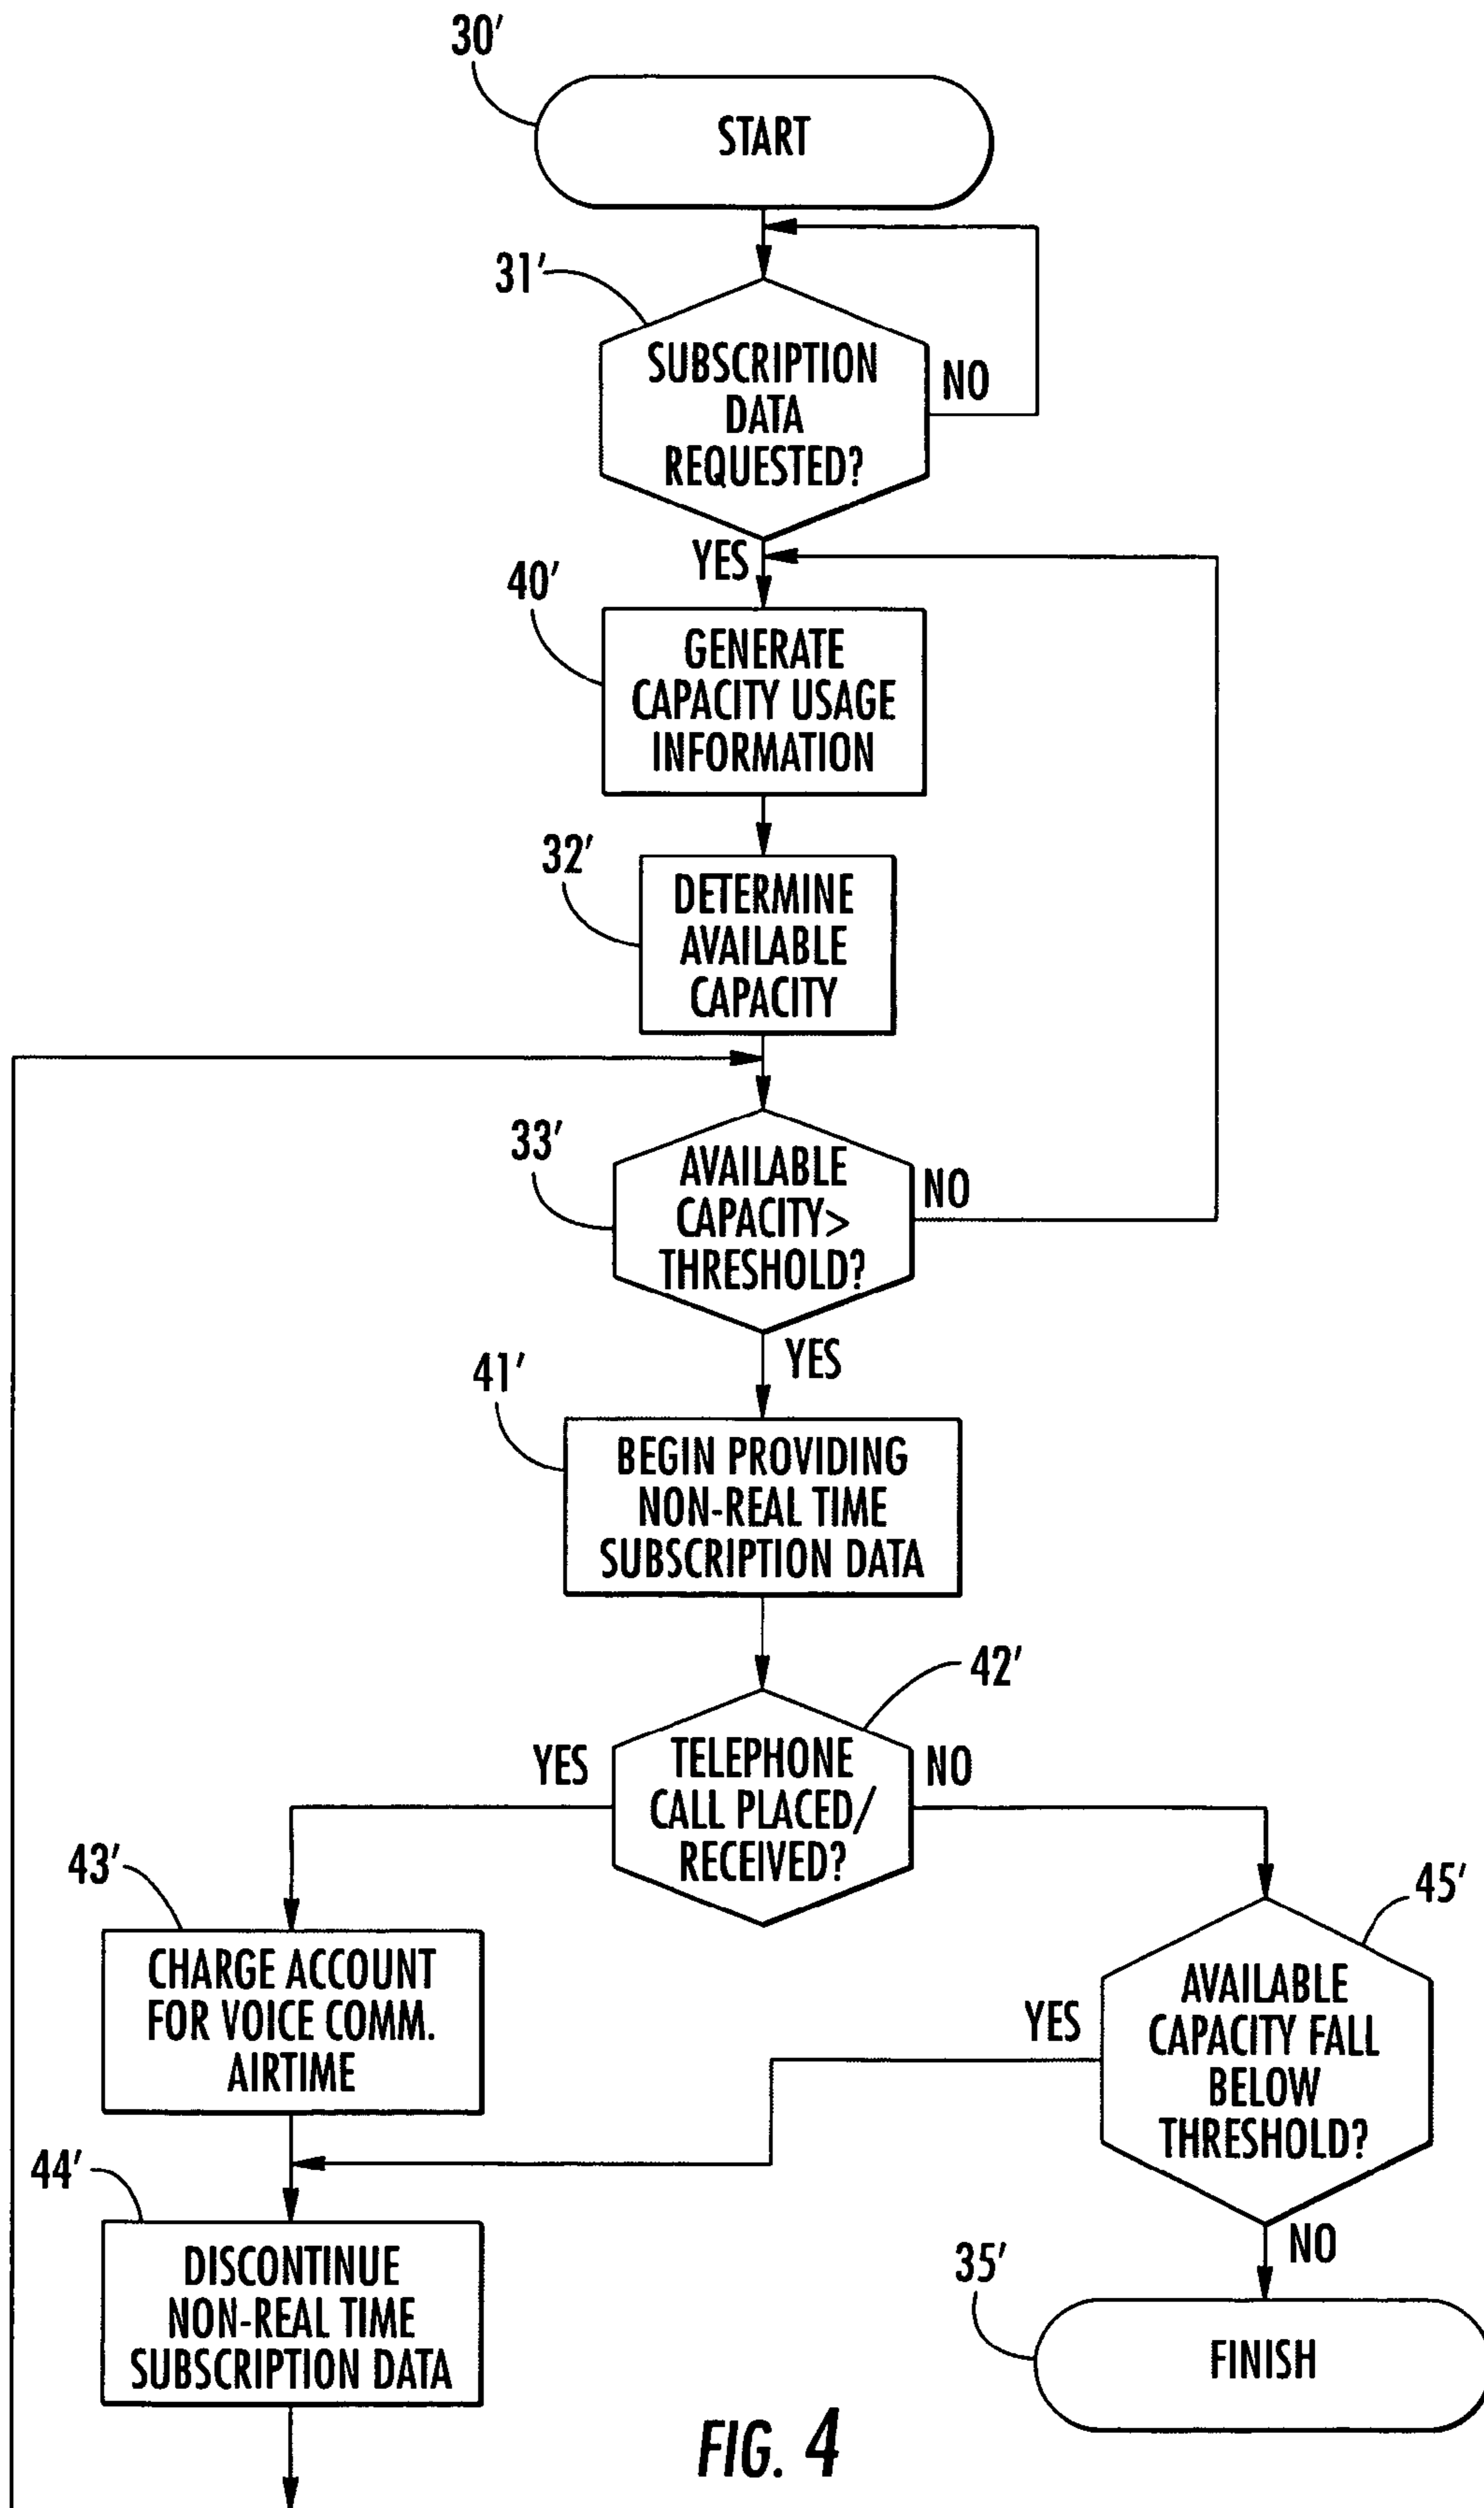 30'
START
31'
SUBSCRIPTION
DATA
REQUESTED?
NO
YES
40'
GENERATE
CAPACITY USAGE
INFORMATION
32'
DETERMINE
AVAILABLE
CAPACITY
33'
AVAILABLE
CAPACITY>
THRESHOLD?
NO
YES
41'
BEGIN PROVIDING
NON-REAL TIME
SUBSCRIPTION DATA
42'
YES
TELEPHONE
CALL PLACED/
RECEIVED?
NO
43'
CHARGE ACCOUNT
FOR VOICE COMM.
AIRTIME
45'
YES
AVAILABLE
CAPACITY FALL
BELOW
THRESHOLD?
NO
44'
DISCONTINUE
NON-REAL TIME
SUBSCRIPTION DATA
35'
FINISH
FIG. 4